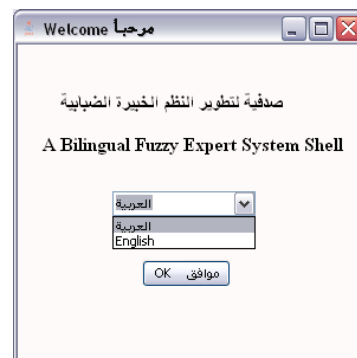 Welcome مرحباً
صدفية لتطوير النظم الخبيرة الضبابية
A Bilingual Fuzzy Expert System Shell
العربية
العربية
English
موافق OK